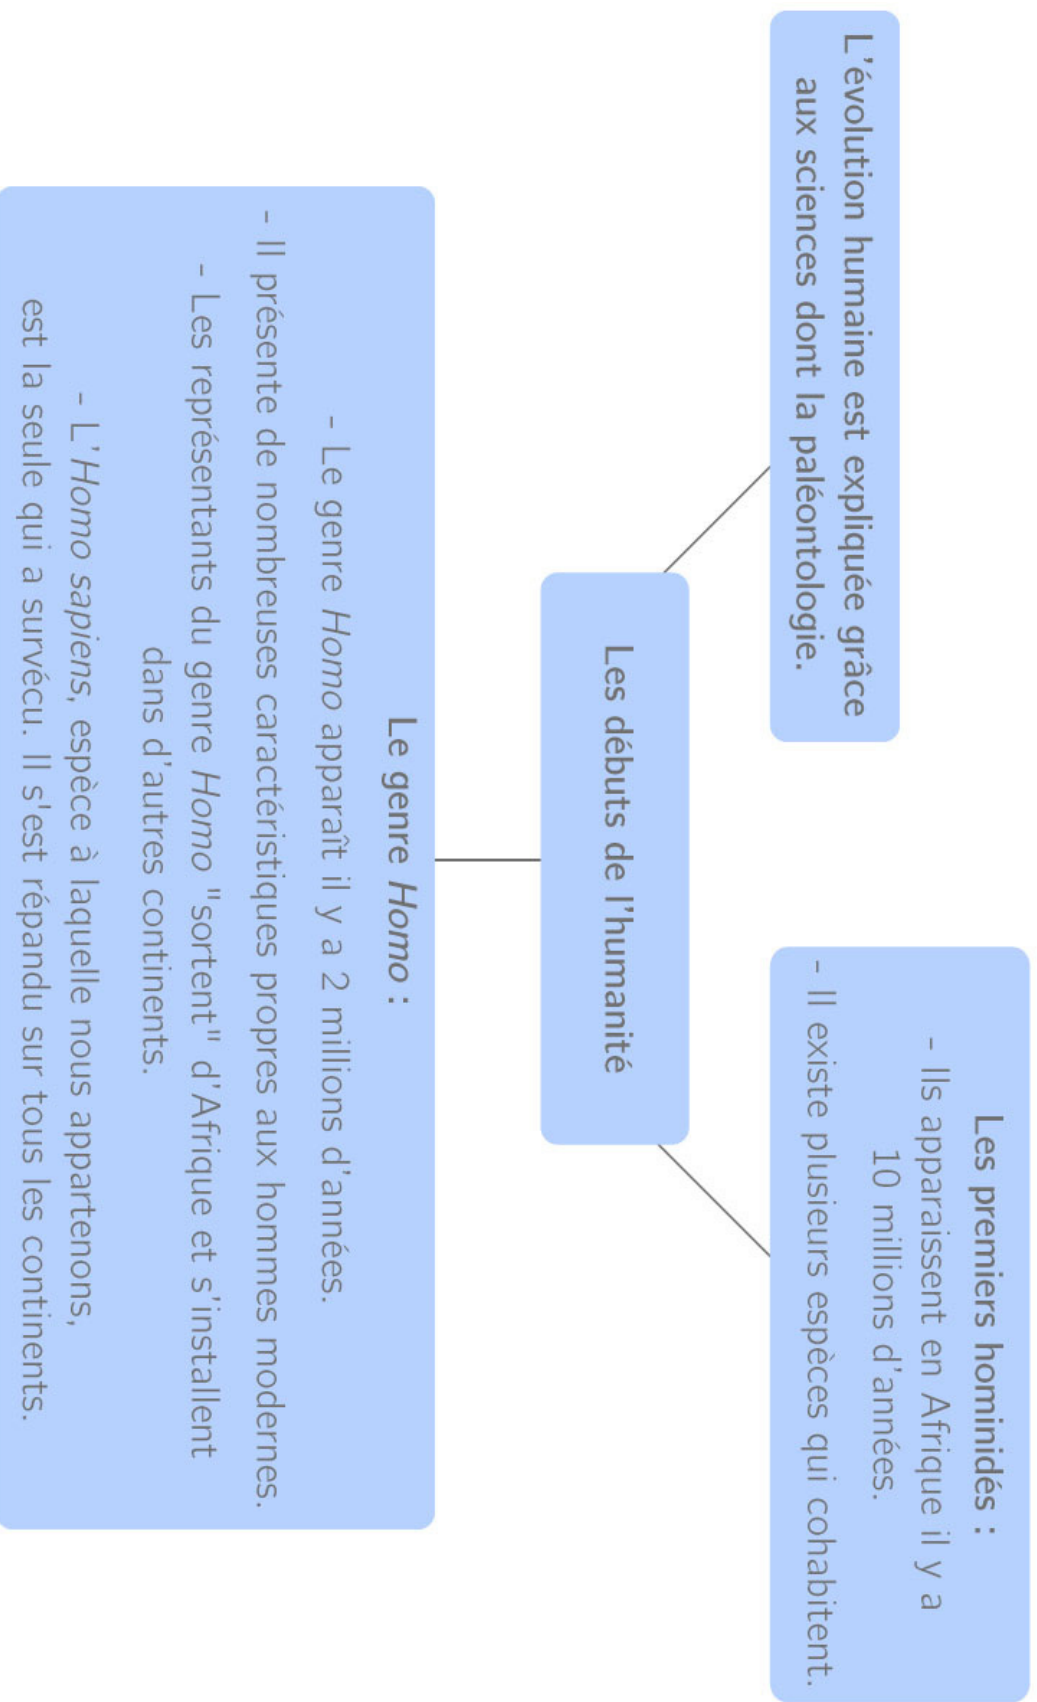 L'évolution humaine est expliquée grâce
aux sciences dont la paléontologie.
Les premiers hominidés :
- Ils apparaissent en Afrique il y a
10 millions d'années.
- Il existe plusieurs espèces qui cohabitent.
Les débuts de l'humanité
Le genre Homo :
- Le genre Homo apparaît il y a 2 millions d'années.
- Il présente de nombreuses caractéristiques propres aux hommes modernes.
- Les représentants du genre Homo "sortent" d'Afrique et s'installent
dans d'autres continents.
- L'Homo sapiens, espèce à laquelle nous appartenons,
est la seule qui a survécu. Il s'est répandu sur tous les continents.